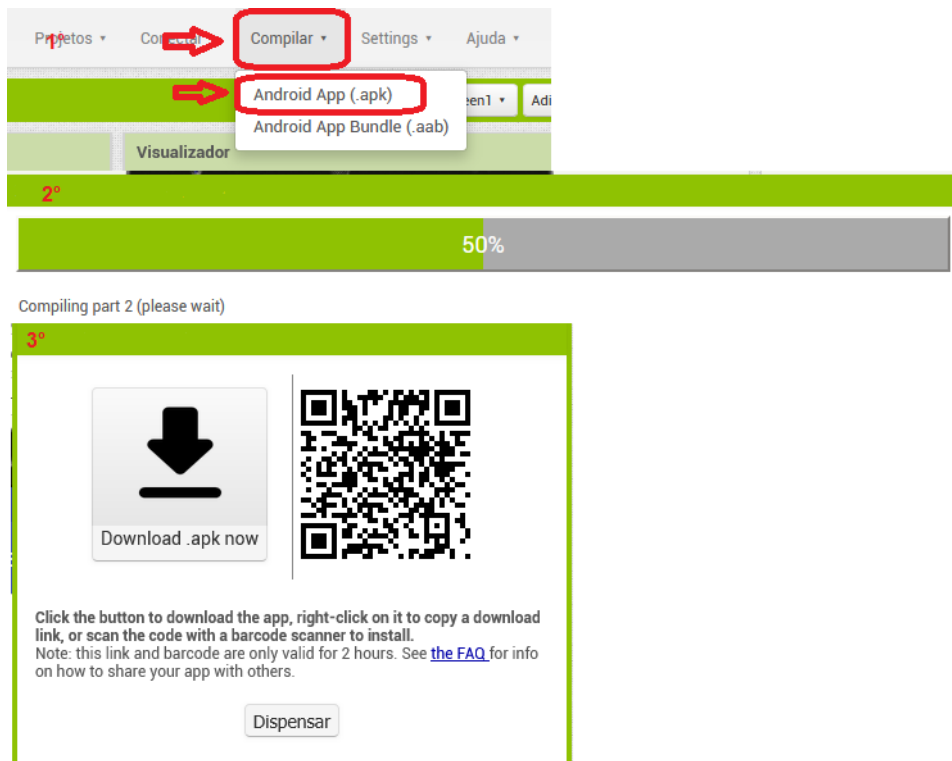 1º
Projetos ▾ Conectar Compilar ▾ Settings ▾ Ajuda ▾
Android App (.apk)
een1 ▾ Adi
Android App Bundle (.aab)
Visualizador
2º
50%
Compiling part 2 (please wait)
3º
Download .apk now
Click the button to download the app, right-click on it to copy a download
link, or scan the code with a barcode scanner to install.
Note: this link and barcode are only valid for 2 hours. See the FAQ for info
on how to share your app with others.
Dispensar